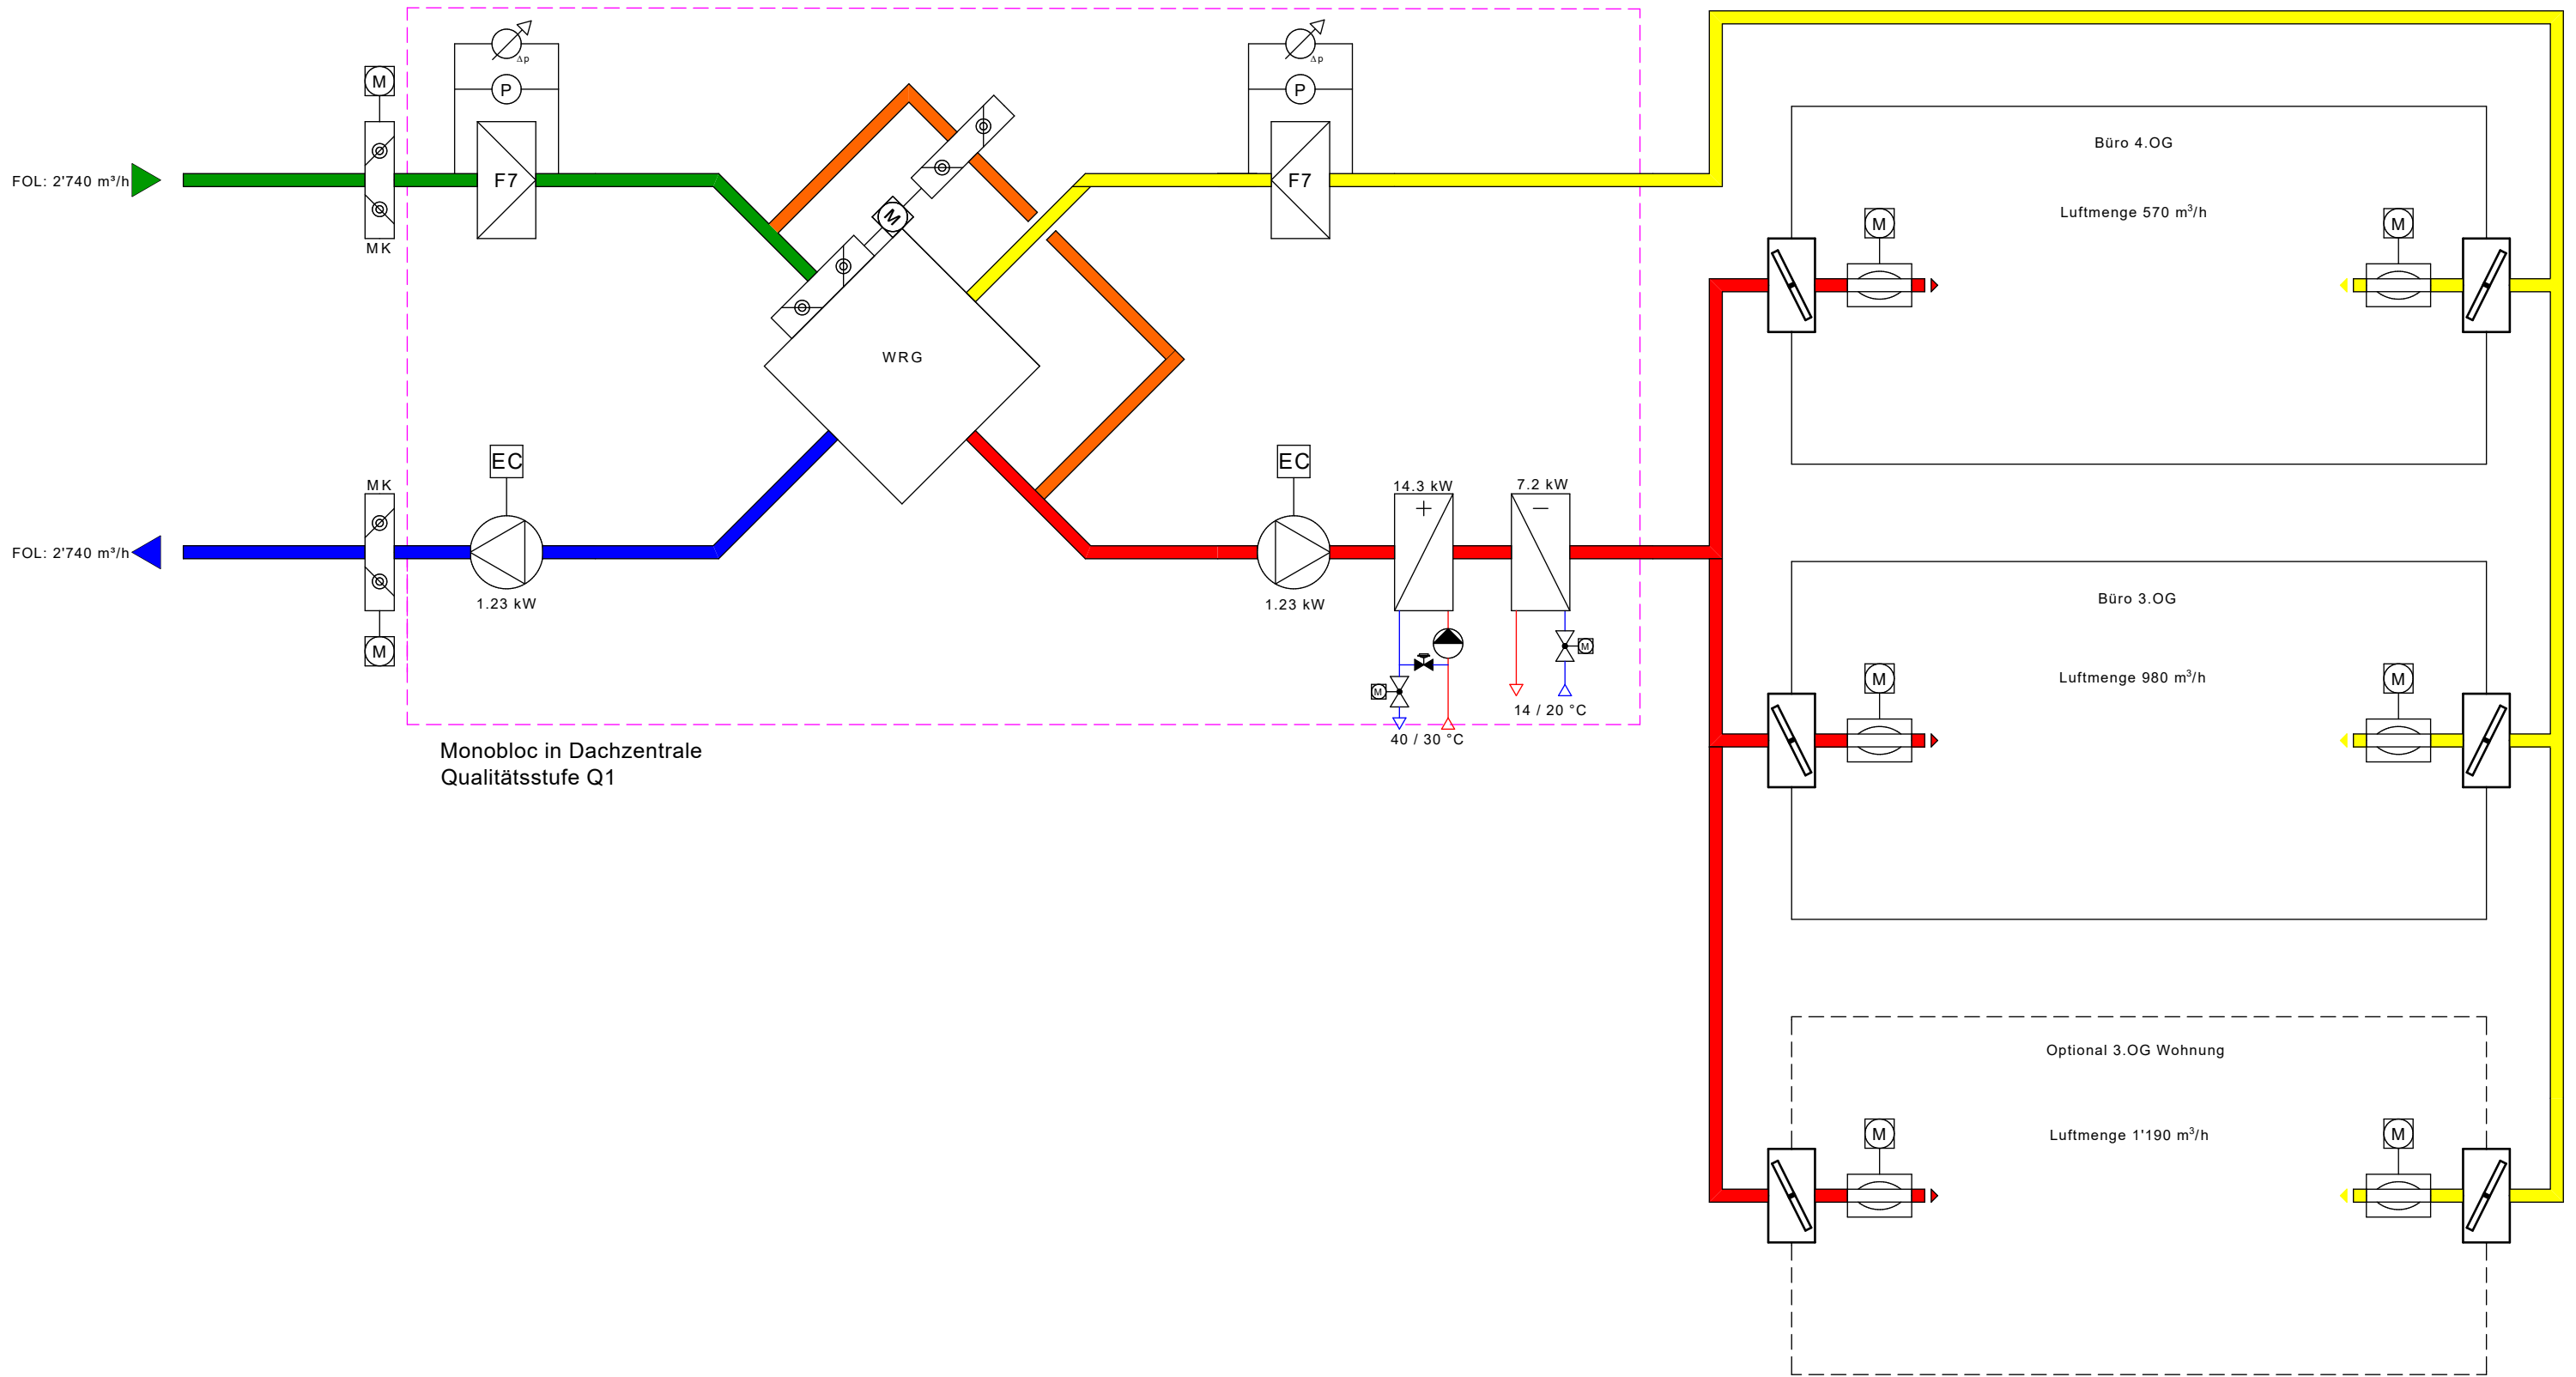 Δp
Δp
M
P
P
FOL: 2'740 m³/h
F7
F7
MK
M
Büro 4.OG
Luftmenge 570 m³/h
M
M
WRG
EC
EC
MK
14.3 kW
7.2 kW
+
−
FOL: 2'740 m³/h
1.23 kW
1.23 kW
M
M
M
14 / 20 °C
40 / 30 °C
Monobloc in Dachzentrale
Qualitätsstufe Q1
Büro 3.OG
Luftmenge 980 m³/h
M
M
Optional 3.OG Wohnung
Luftmenge 1'190 m³/h
M
M